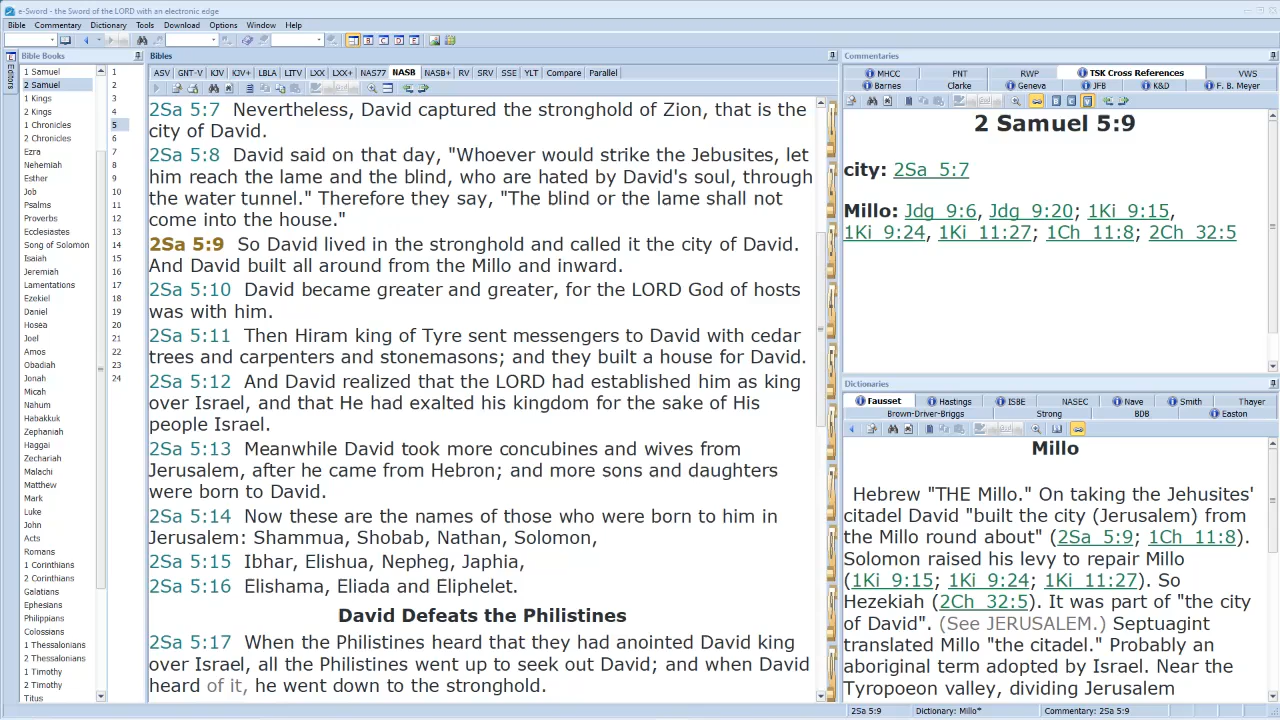 e-Sword - the Sword of the LORD with an electronic edge
Bible Commentary Dictionary Tools Download Options Window Help
Editors
Bible Books
1 Samuel
2 Samuel
1 Kings
2 Kings
1 Chronicles
2 Chronicles
Ezra
Nehemiah
Esther
Job
Psalms
Proverbs
Ecclesiastes
Song of Solomon
Isaiah
Jeremiah
Lamentations
Ezekiel
Daniel
Hosea
Joel
Amos
Obadiah
Jonah
Micah
Nahum
Habakkuk
Zephaniah
Haggai
Zechariah
Malachi
Matthew
Mark
Luke
John
Acts
Romans
1 Corinthians
2 Corinthians
Galatians
Ephesians
Philippians
Colossians
1 Thessalonians
2 Thessalonians
1 Timothy
2 Timothy
Titus
1
2
3
4
5
6
7
8
9
10
11
12
13
14
15
16
17
18
19
20
21
22
23
24
Bibles
ASV GNT-V KJV KJV+ LBLA LITV LXX LXX+ NAS77 NASB NASB+ RV SRV SSE YLT Compare Parallel
2Sa 5:7 Nevertheless, David captured the stronghold of Zion, that is the
city of David.
2Sa 5:8 David said on that day, "Whoever would strike the Jebusites, let
him reach the lame and the blind, who are hated by David's soul, through
the water tunnel." Therefore they say, "The blind or the lame shall not
come into the house."
2Sa 5:9 So David lived in the stronghold and called it the city of David.
And David built all around from the Millo and inward.
2Sa 5:10 David became greater and greater, for the LORD God of hosts
was with him.
2Sa 5:11 Then Hiram king of Tyre sent messengers to David with cedar
trees and carpenters and stonemasons; and they built a house for David.
2Sa 5:12 And David realized that the LORD had established him as king
over Israel, and that He had exalted his kingdom for the sake of His
people Israel.
2Sa 5:13 Meanwhile David took more concubines and wives from
Jerusalem, after he came from Hebron; and more sons and daughters
were born to David.
2Sa 5:14 Now these are the names of those who were born to him in
Jerusalem: Shammua, Shobab, Nathan, Solomon,
2Sa 5:15 Ibhar, Elishua, Nepheg, Japhia,
2Sa 5:16 Elishama, Eliada and Eliphelet.
David Defeats the Philistines
2Sa 5:17 When the Philistines heard that they had anointed David king
over Israel, all the Philistines went up to seek out David; and when David
heard of it, he went down to the stronghold.
Commentaries
MHCC PNT RWP TSK Cross References VWS
Barnes Clarke Geneva JFB K&D F. B. Meyer
2 Samuel 5:9
city: 2Sa 5:7
Millo: Jdg 9:6, Jdg 9:20; 1Ki 9:15,
1Ki 9:24, 1Ki 11:27; 1Ch 11:8; 2Ch 32:5
Dictionaries
Fausset Hastings ISBE NASEC Nave Smith Thayer
Brown-Driver-Briggs Strong BDB Easton
Millo
Hebrew "THE Millo." On taking the Jehusites'
citadel David "built the city (Jerusalem) from
the Millo round about" (2Sa 5:9; 1Ch 11:8).
Solomon raised his levy to repair Millo
(1Ki 9:15; 1Ki 9:24; 1Ki 11:27). So
Hezekiah (2Ch 32:5). It was part of "the city
of David". (See JERUSALEM.) Septuagint
translated Millo "the citadel." Probably an
aboriginal term adopted by Israel. Near the
Tyropoeon valley, dividing Jerusalem
2Sa 5:9 Dictionary: Millo* Commentary: 2Sa 5:9